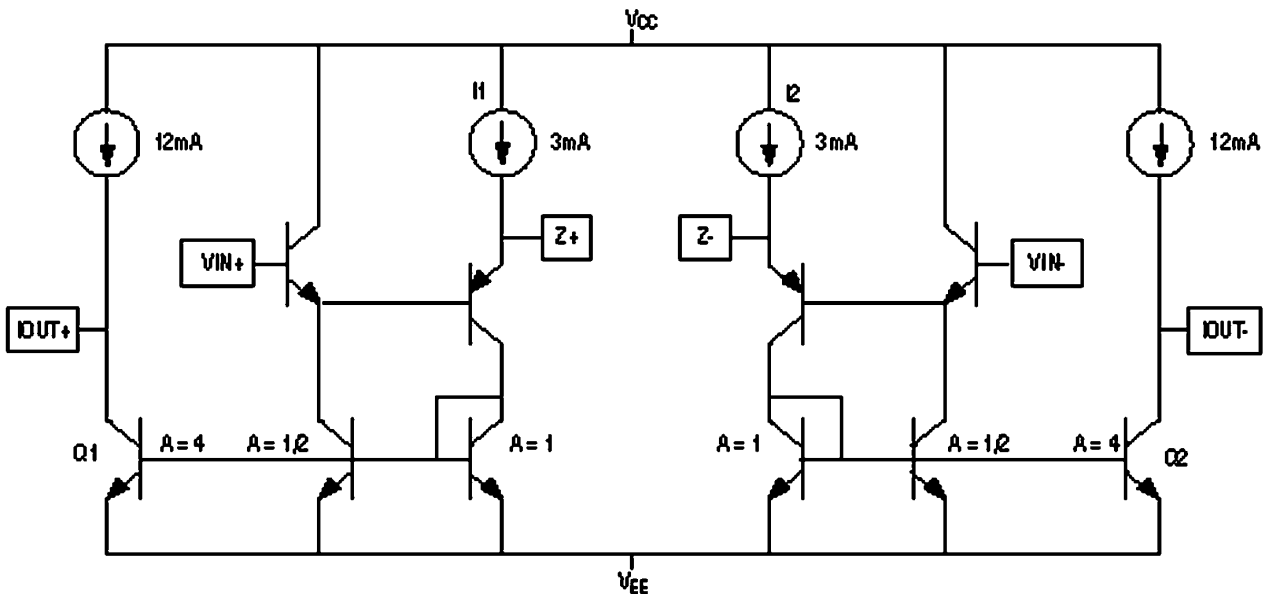 VCC
I1
I2
12mA
3mA
3mA
12mA
Z+
Z-
VIN+
VIN-
IOUT+
IOUT-
Q1
A = 4
A = 1/2
A = 1
A = 1
A = 1/2
A = 4
Q2
VEE